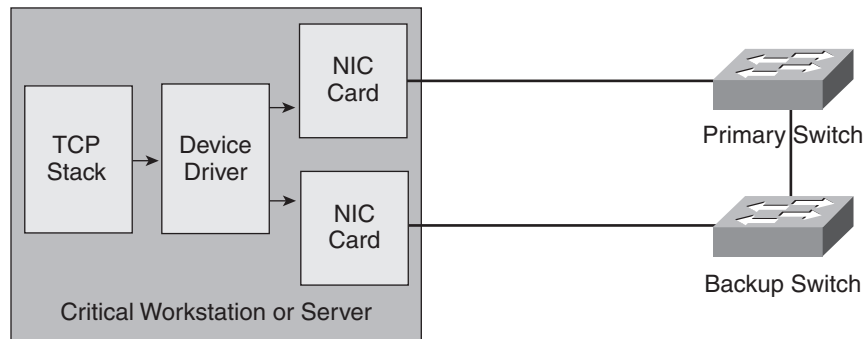 NIC
Card
TCP
Stack
Device
Driver
Primary Switch
NIC
Card
Backup Switch
Critical Workstation or Server